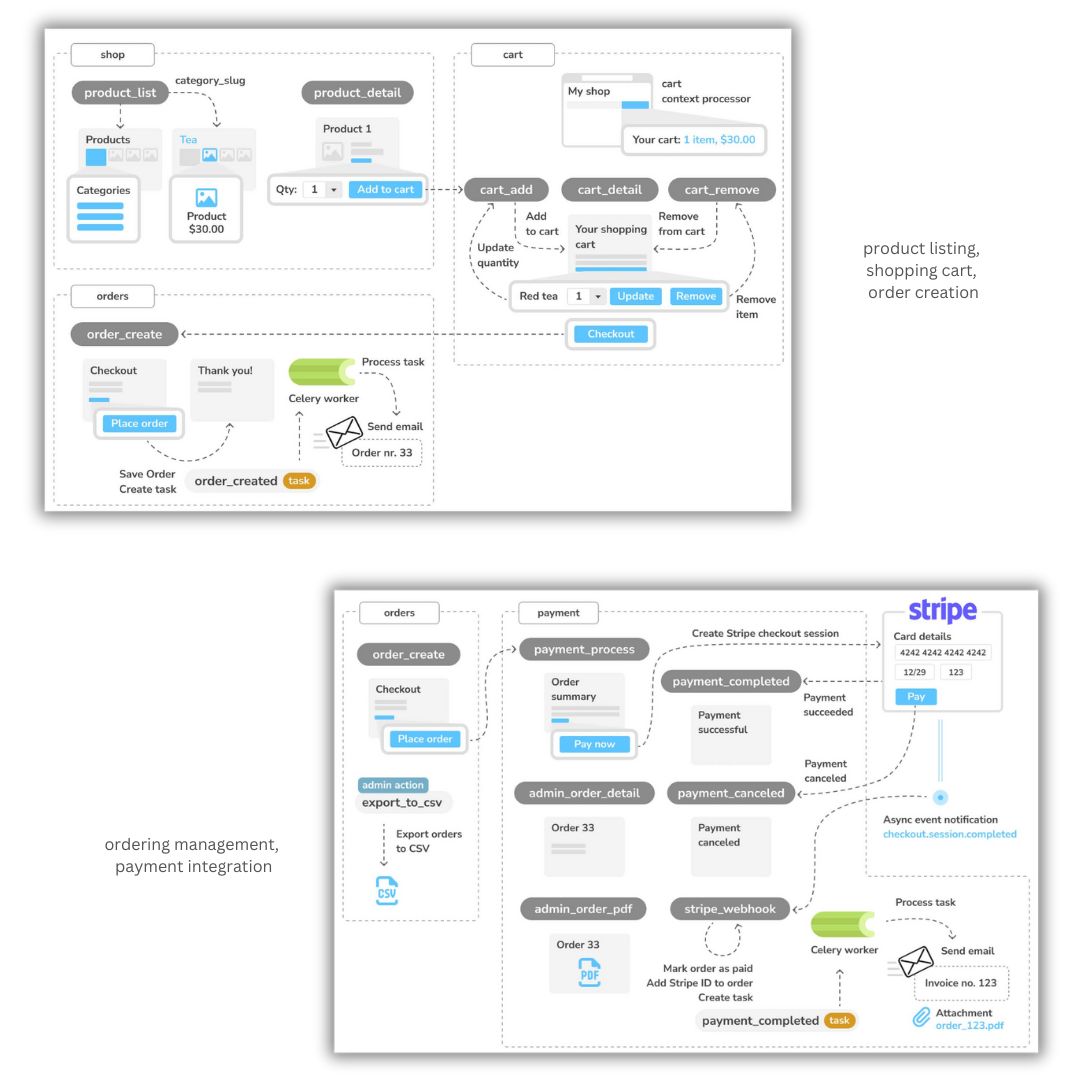 shop
product_list
category_slug
product_detail
Products
Tea
Product 1
Categories
Product
$30.00
Qty:
1
Add to cart
cart
My shop
cart
context processor
Your cart: 1 item, $30.00
cart_add
cart_detail
cart_remove
Add
to cart
Your shopping
cart
Remove
from cart
Update
quantity
Red tea
1
Update
Remove
Remove
item
Checkout
product listing,
shopping cart,
order creation
orders
order_create
Checkout
Place order
Thank you!
Save Order
Create task
order_created
task
Celery worker
Process task
Send email
Order nr. 33
ordering management,
payment integration
orders
order_create
Checkout
Place order
admin action
export_to_csv
Export orders
to CSV
CSV
payment
payment_process
Order
summary
Pay now
Create Stripe checkout session
stripe
Card details
4242 4242 4242 4242
12/29
123
Pay
payment_completed
Payment
succeeded
Payment
successful
Payment
canceled
admin_order_detail
payment_canceled
Order 33
Payment
canceled
Async event notification
checkout.session.completed
admin_order_pdf
stripe_webhook
Order 33
PDF
Mark order as paid
Add Stripe ID to order
Create task
payment_completed
task
Celery worker
Process task
Send email
Invoice no. 123
Attachment
order_123.pdf